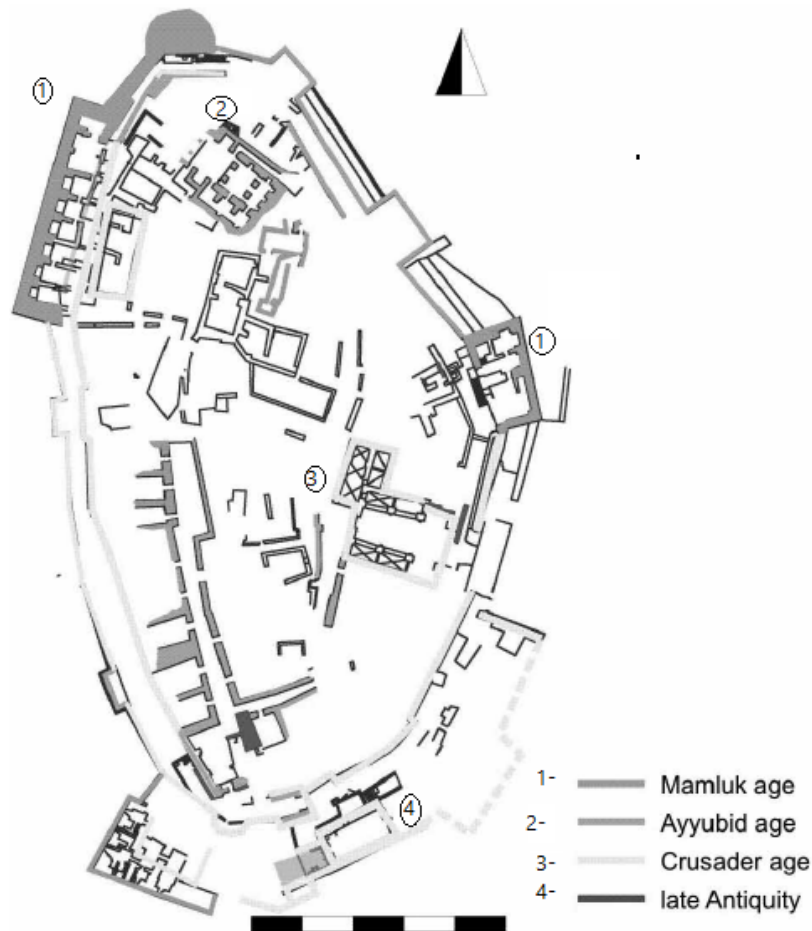 1
2
1
3
4
1- Mamluk age
2- Ayyubid age
3- Crusader age
4- late Antiquity